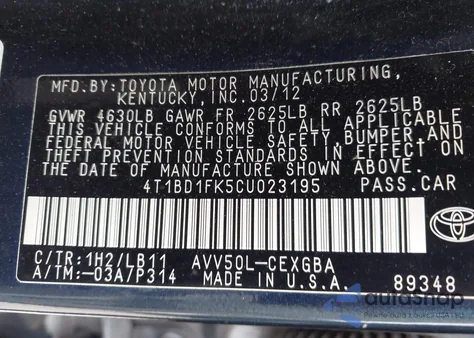 MFD.BY:TOYOTA MOTOR MANUFACTURING,
KENTUCKY, INC.03/12
GVWR 4630LB GAWR FR 2625LB RR 2625LB
THIS VEHICLE CONFORMS TO ALL APPLICABLE
FEDERAL MOTOR VEHICLE SAFETY,BUMPER,AND
THEFT PREVENTION STANDARDS IN EFFECT ON
THE DATE OF MANUFACTURE SHOWN ABOVE.
4T1BD1FK5CU023195 PASS.CAR
C/TR:1H2/LB11 AVV50L-CEXGBA
A/TM:-03A/P314 MADE IN U.S.A. 89348
autashop